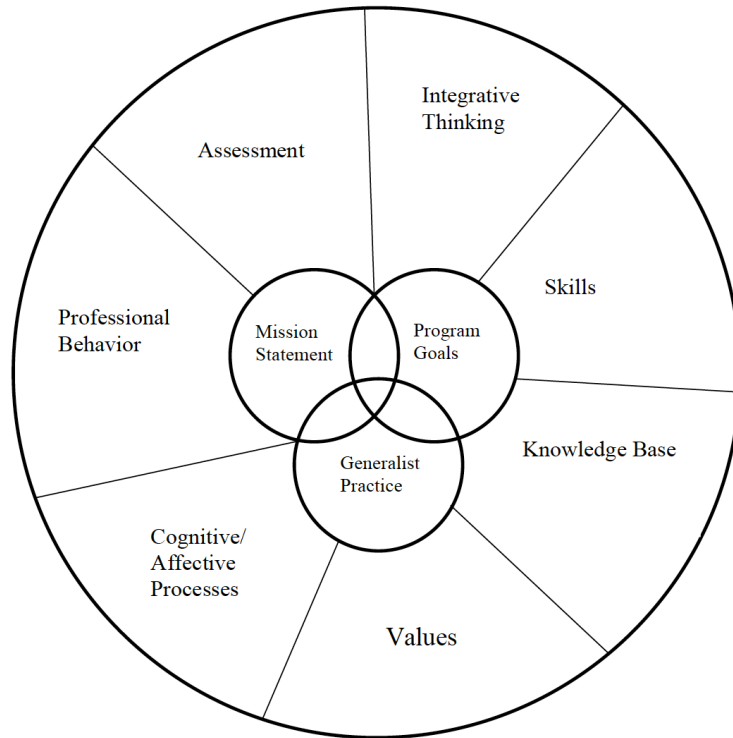 Integrative
Thinking
Assessment
Skills
Professional
Behavior
Mission
Statement
Program
Goals
Knowledge Base
Generalist
Practice
Cognitive/
Affective
Processes
Values